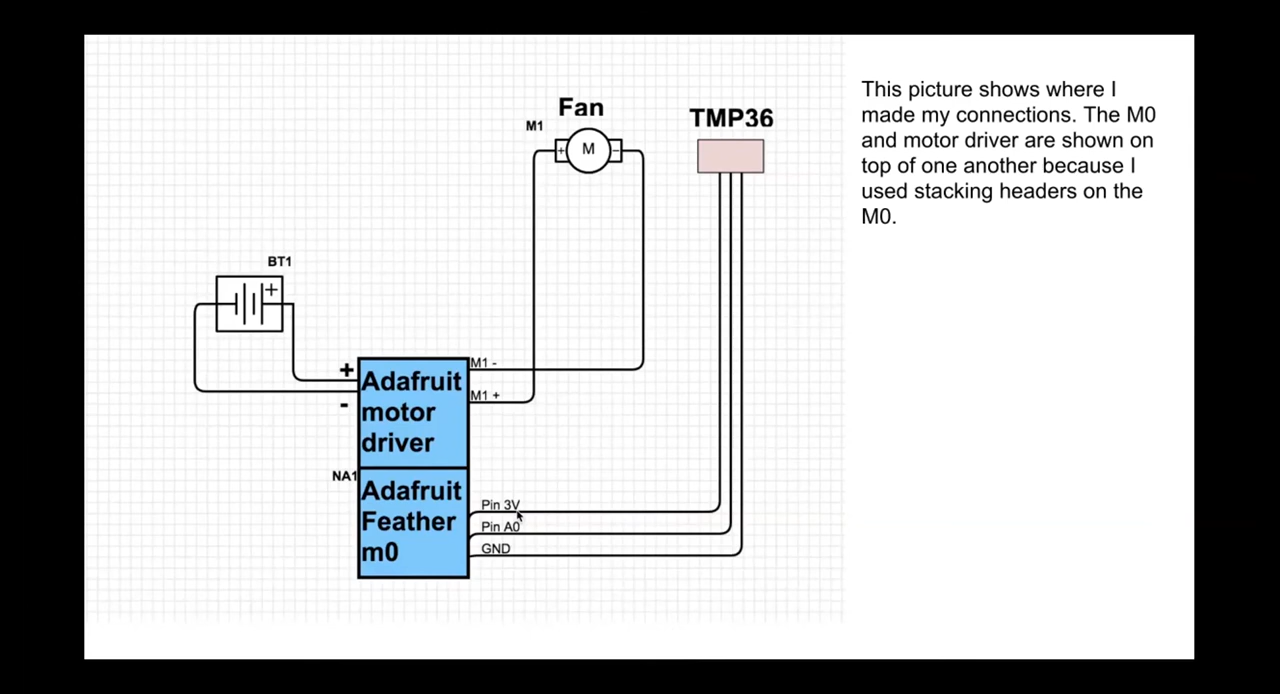 Fan
TMP36
M1
+ M -
BT1
+
+
-
M1 -
M1 +
Adafruit
motor
driver
NA1
Adafruit
Feather
m0
Pin 3V
Pin A0
GND
This picture shows where I
made my connections. The M0
and motor driver are shown on
top of one another because I
used stacking headers on the
M0.